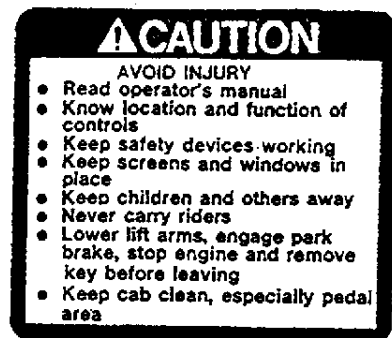 ⚠CAUTION
AVOID INJURY
• Read operator's manual
• Know location and function of
controls
• Keep safety devices working
• Keep screens and windows in
place
• Keep children and others away
• Never carry riders
• Lower lift arms, engage park
brake, stop engine and remove
key before leaving
• Keep cab clean, especially pedal
area